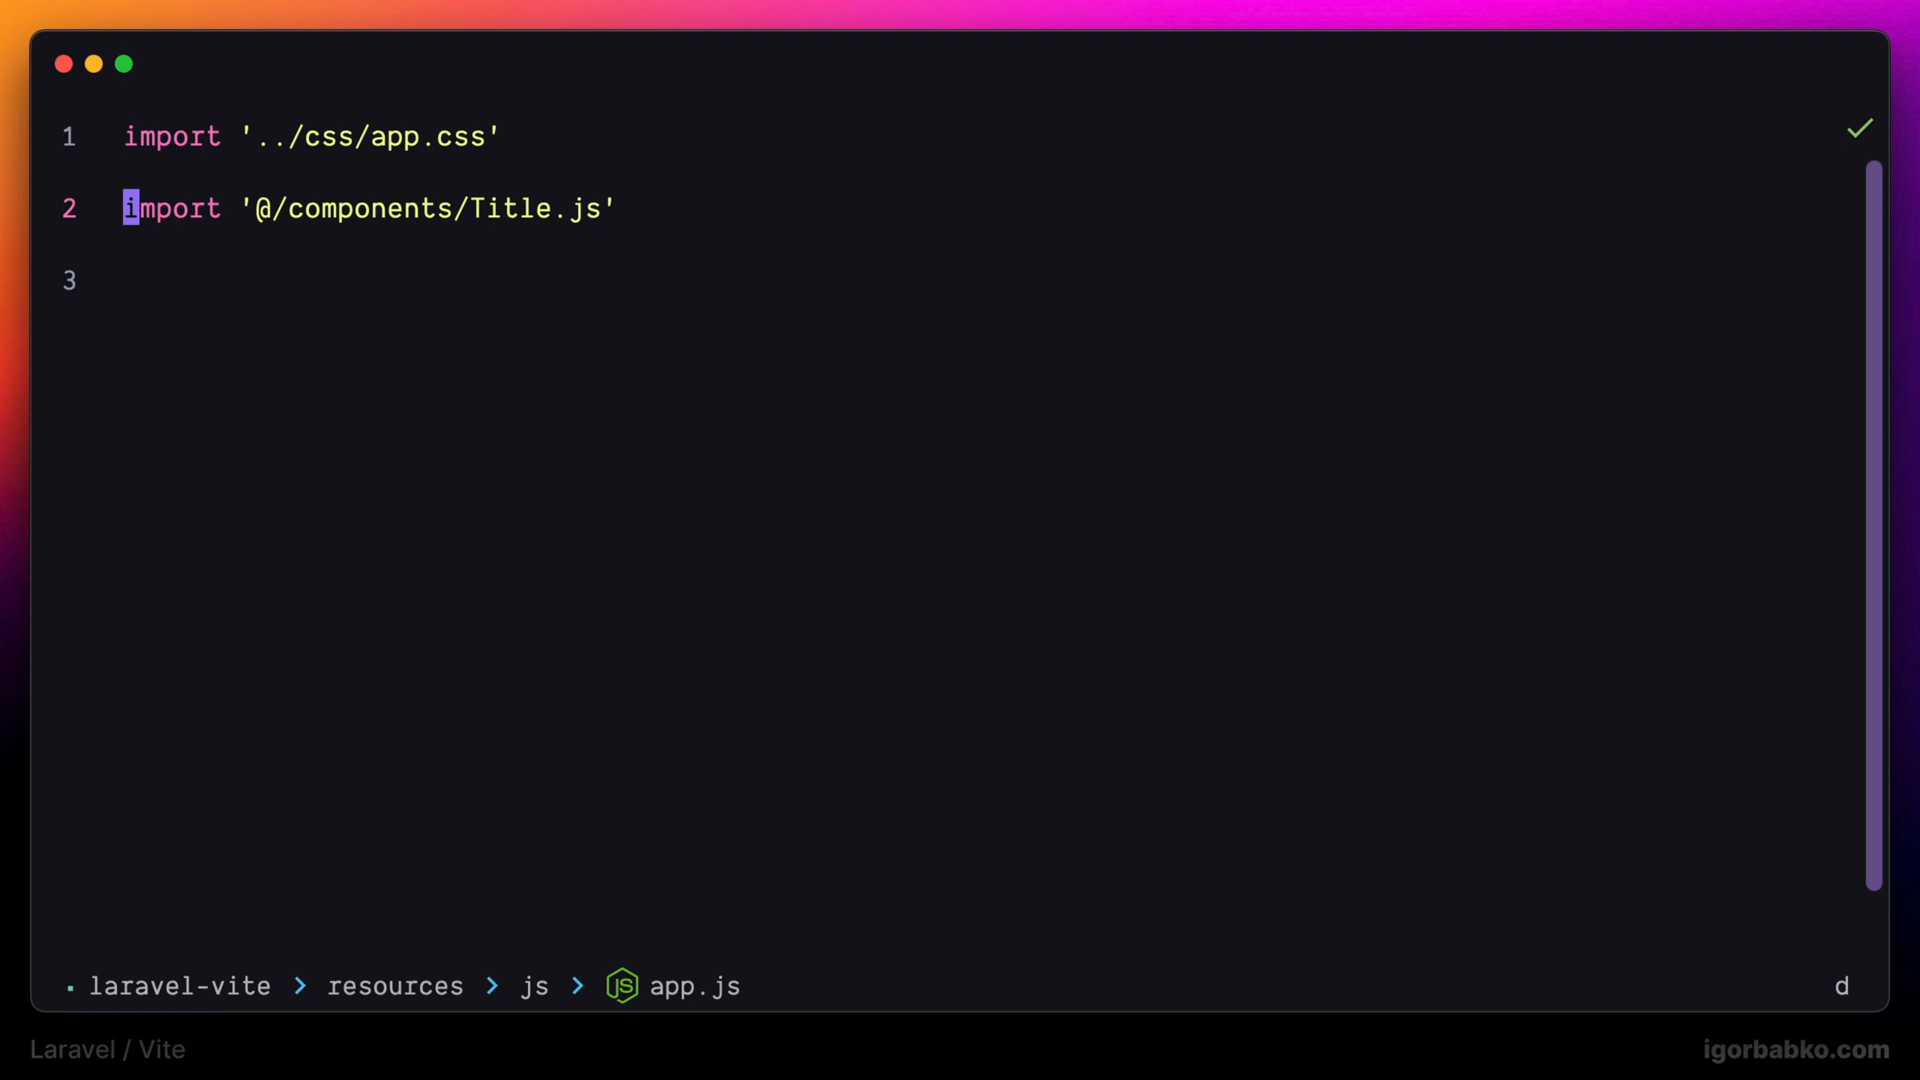 1 import '../css/app.css'
2 import '@/components/Title.js'
3
laravel-vite > resources > js > JS app.js d
Laravel / Vite igorbabko.com